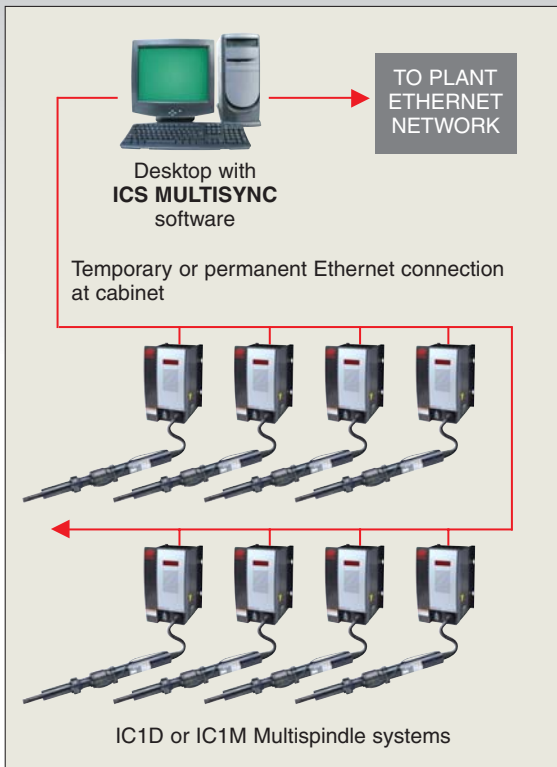 TO PLANT
ETHERNET
NETWORK
Desktop with
ICS MULTISYNC
software
Temporary or permanent Ethernet connection
at cabinet
IC1D or IC1M Multispindle systems